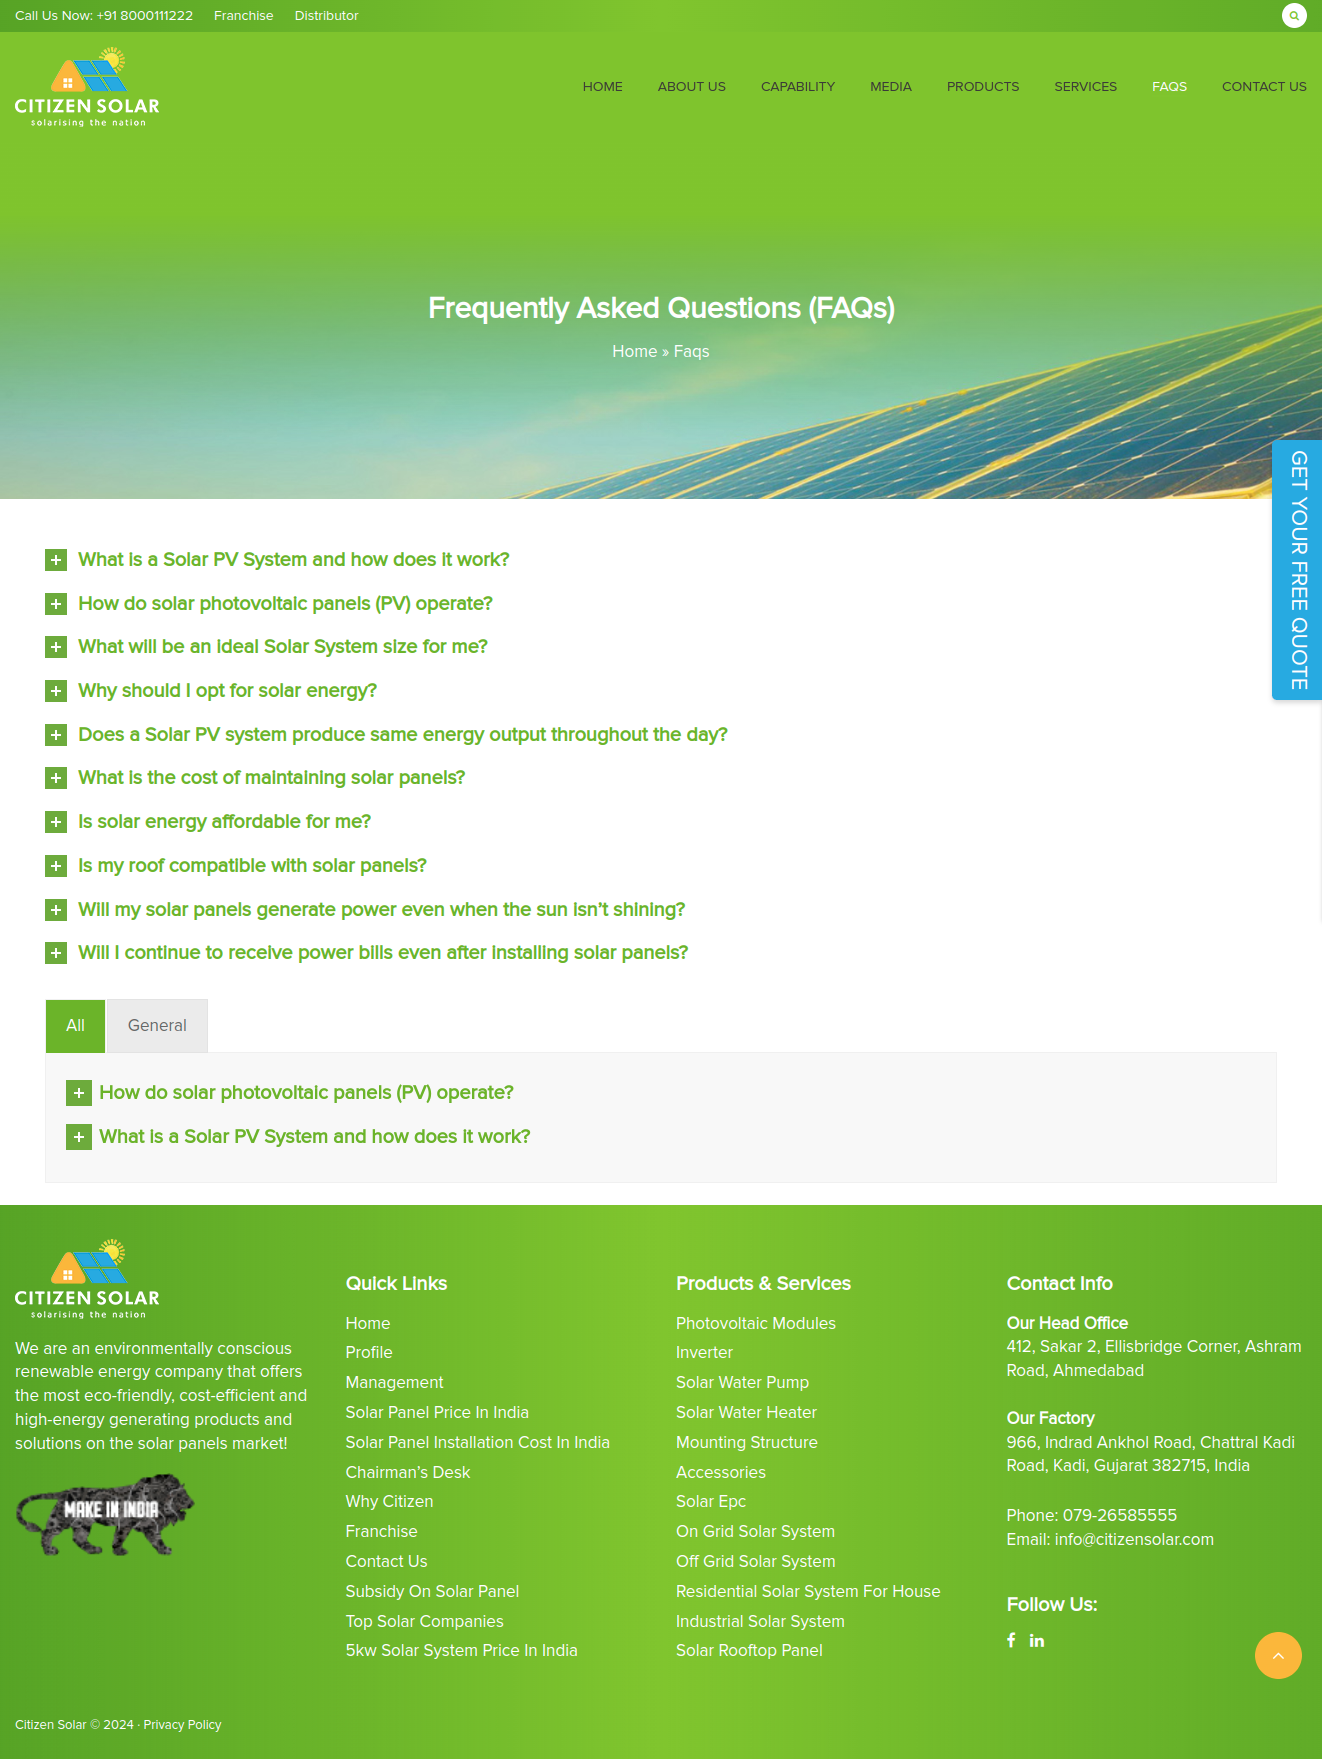 Call Us Now: +91 8000111222 Franchise Distributor
CITIZEN SOLAR
solarising the nation
HOME ABOUT US CAPABILITY MEDIA PRODUCTS SERVICES FAQS CONTACT US
Frequently Asked Questions (FAQs)
Home » Faqs
GET YOUR FREE QUOTE
What is a Solar PV System and how does it work?
How do solar photovoltaic panels (PV) operate?
What will be an ideal Solar System size for me?
Why should I opt for solar energy?
Does a Solar PV system produce same energy output throughout the day?
What is the cost of maintaining solar panels?
Is solar energy affordable for me?
Is my roof compatible with solar panels?
Will my solar panels generate power even when the sun isn’t shining?
Will I continue to receive power bills even after installing solar panels?
All General
How do solar photovoltaic panels (PV) operate?
What is a Solar PV System and how does it work?
CITIZEN SOLAR
solarising the nation
We are an environmentally conscious
renewable energy company that offers
the most eco-friendly, cost-efficient and
high-energy generating products and
solutions on the solar panels market!
MAKE IN INDIA
Quick Links
Home
Profile
Management
Solar Panel Price In India
Solar Panel Installation Cost In India
Chairman’s Desk
Why Citizen
Franchise
Contact Us
Subsidy On Solar Panel
Top Solar Companies
5kw Solar System Price In India
Products & Services
Photovoltaic Modules
Inverter
Solar Water Pump
Solar Water Heater
Mounting Structure
Accessories
Solar Epc
On Grid Solar System
Off Grid Solar System
Residential Solar System For House
Industrial Solar System
Solar Rooftop Panel
Contact Info
Our Head Office
412, Sakar 2, Ellisbridge Corner, Ashram
Road, Ahmedabad
Our Factory
966, Indrad Ankhol Road, Chattral Kadi
Road, Kadi, Gujarat 382715, India
Phone: 079-26585555
Email: info@citizensolar.com
Follow Us:
Citizen Solar © 2024 · Privacy Policy